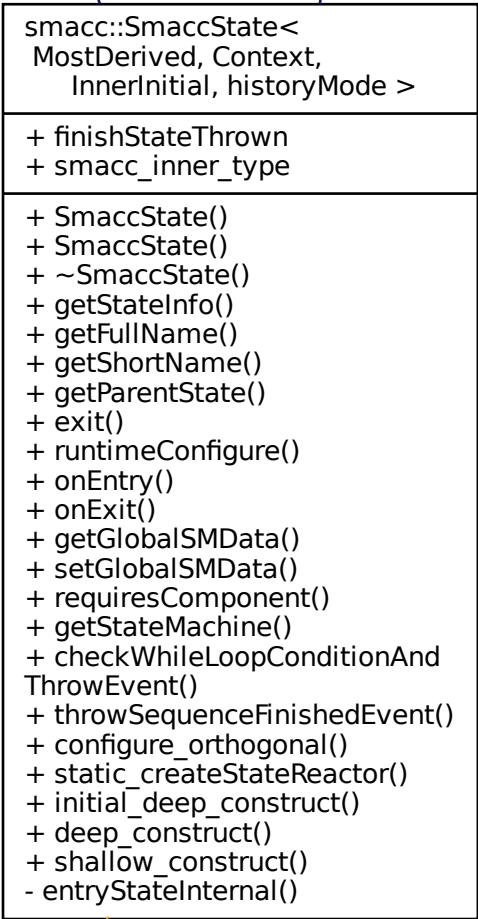 smacc::SmaccState<
MostDerived, Context,
InnerInitial, historyMode >
+ finishStateThrown
+ smacc_inner_type
+ SmaccState()
+ SmaccState()
+ ~SmaccState()
+ getStateInfo()
+ getFullName()
+ getShortName()
+ getParentState()
+ exit()
+ runtimeConfigure()
+ onEntry()
+ onExit()
+ getGlobalSMData()
+ setGlobalSMData()
+ requiresComponent()
+ getStateMachine()
+ checkWhileLoopConditionAnd
ThrowEvent()
+ throwSequenceFinishedEvent()
+ configure_orthogonal()
+ static_createStateReactor()
+ initial_deep_construct()
+ deep_construct()
+ shallow_construct()
- entryStateInternal()